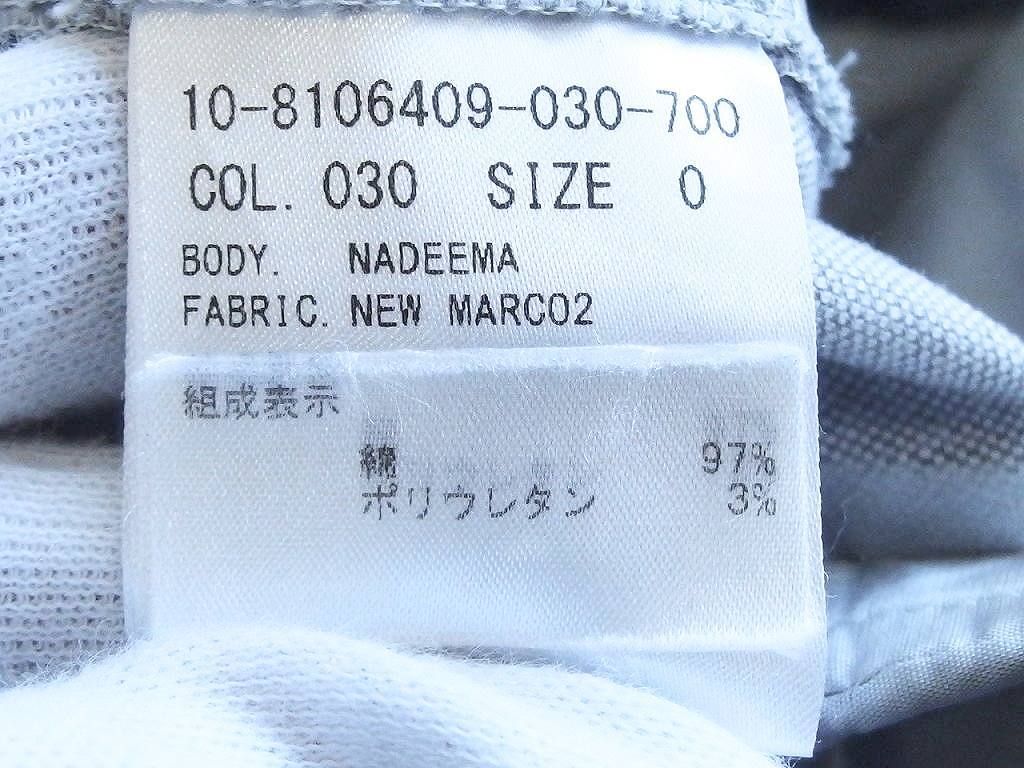 10-8106409-030-700
COL. 030 SIZE 0
BODY. NADEEMA
FABRIC. NEW MARCO2
組成表示
綿 97%
ポリウレタン 3%